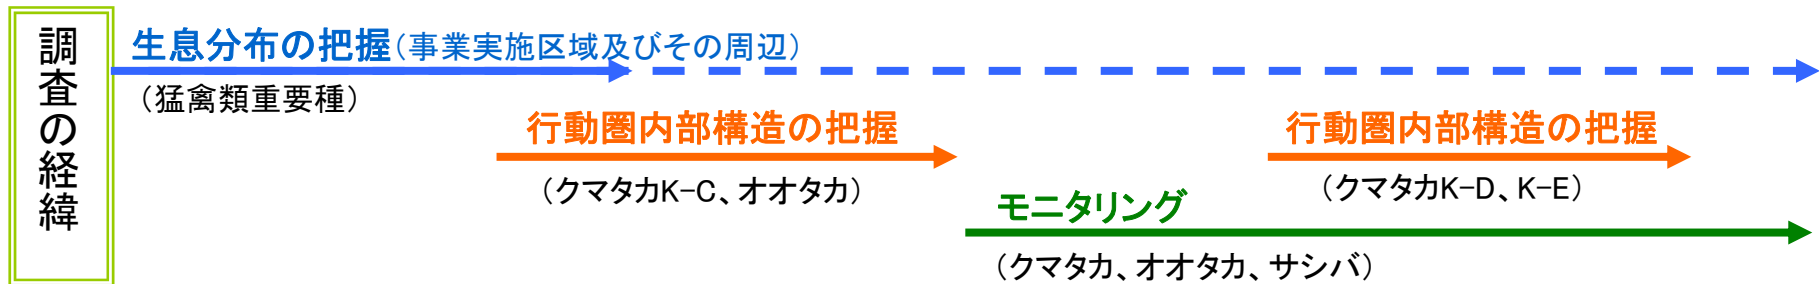 調査の経緯
生息分布の把握（事業実施区域及びその周辺）
（猛禽類重要種）
行動圏内部構造の把握
（クマタカK-C、オオタカ）
行動圏内部構造の把握
（クマタカK-D、K-E）
モニタリング
（クマタカ、オオタカ、サシバ）